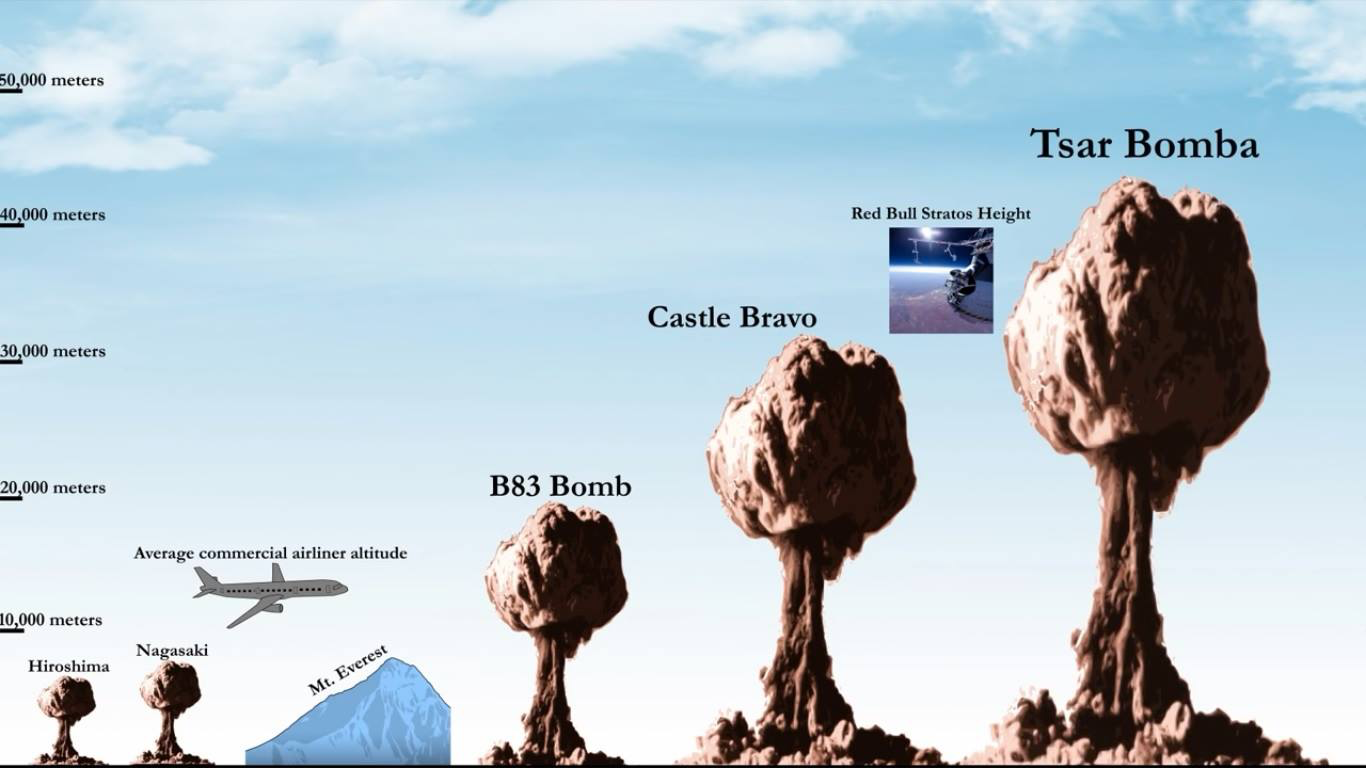 50,000 meters
Tsar Bomba
40,000 meters
Red Bull Stratos Height
Castle Bravo
30,000 meters
20,000 meters
B83 Bomb
Average commercial airliner altitude
10,000 meters
Nagasaki
Hiroshima
Mt. Everest